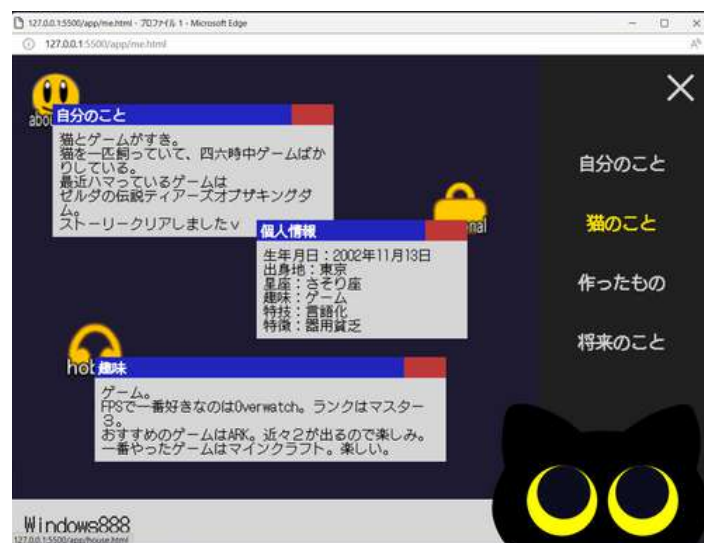 127.0.0.1:5500/app/me.html - プロファイル 1 - Microsoft Edge
127.0.0.1:5500/app/me.html
自分のこと
猫とゲームがすき。
猫を一匹飼っていて、四六時中ゲームばか
りしている。
最近ハマっているゲームは
ゼルダの伝説ティアーズオブザキングダ
ム。
ストーリークリアしましたv
個人情報
生年月日：2002年11月13日
出身地：東京
星座：さそり座
趣味：ゲーム
特技：言語化
特徴：器用貧乏
趣味
ゲーム。
FPSで一番好きなのはOverwatch。ランクはマスター
3。
おすすめのゲームはARK。近々2が出るので楽しみ。
一番やったゲームはマインクラフト。楽しい。
自分のこと
猫のこと
作ったもの
将来のこと
Windows888
127.0.0.1:5500/app/house.html